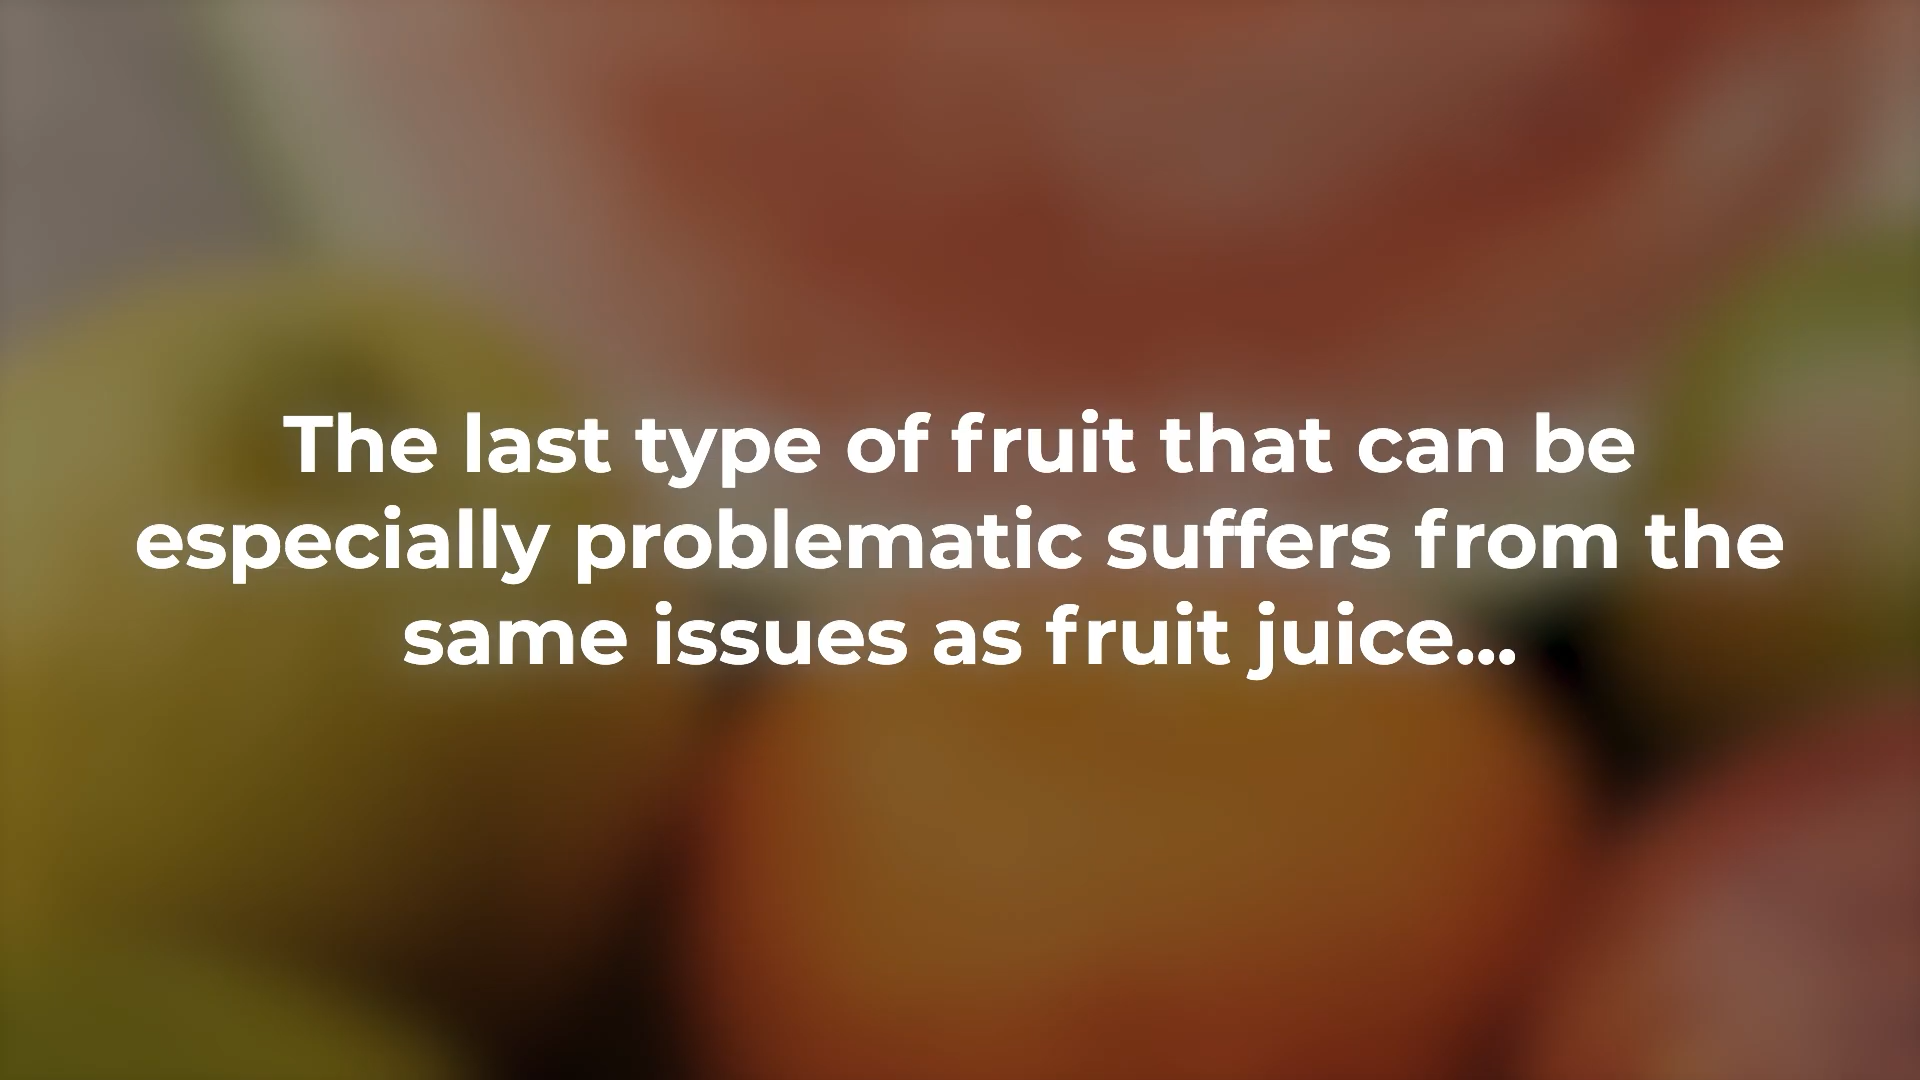 The last type of fruit that can be
especially problematic suffers from the
same issues as fruit juice...